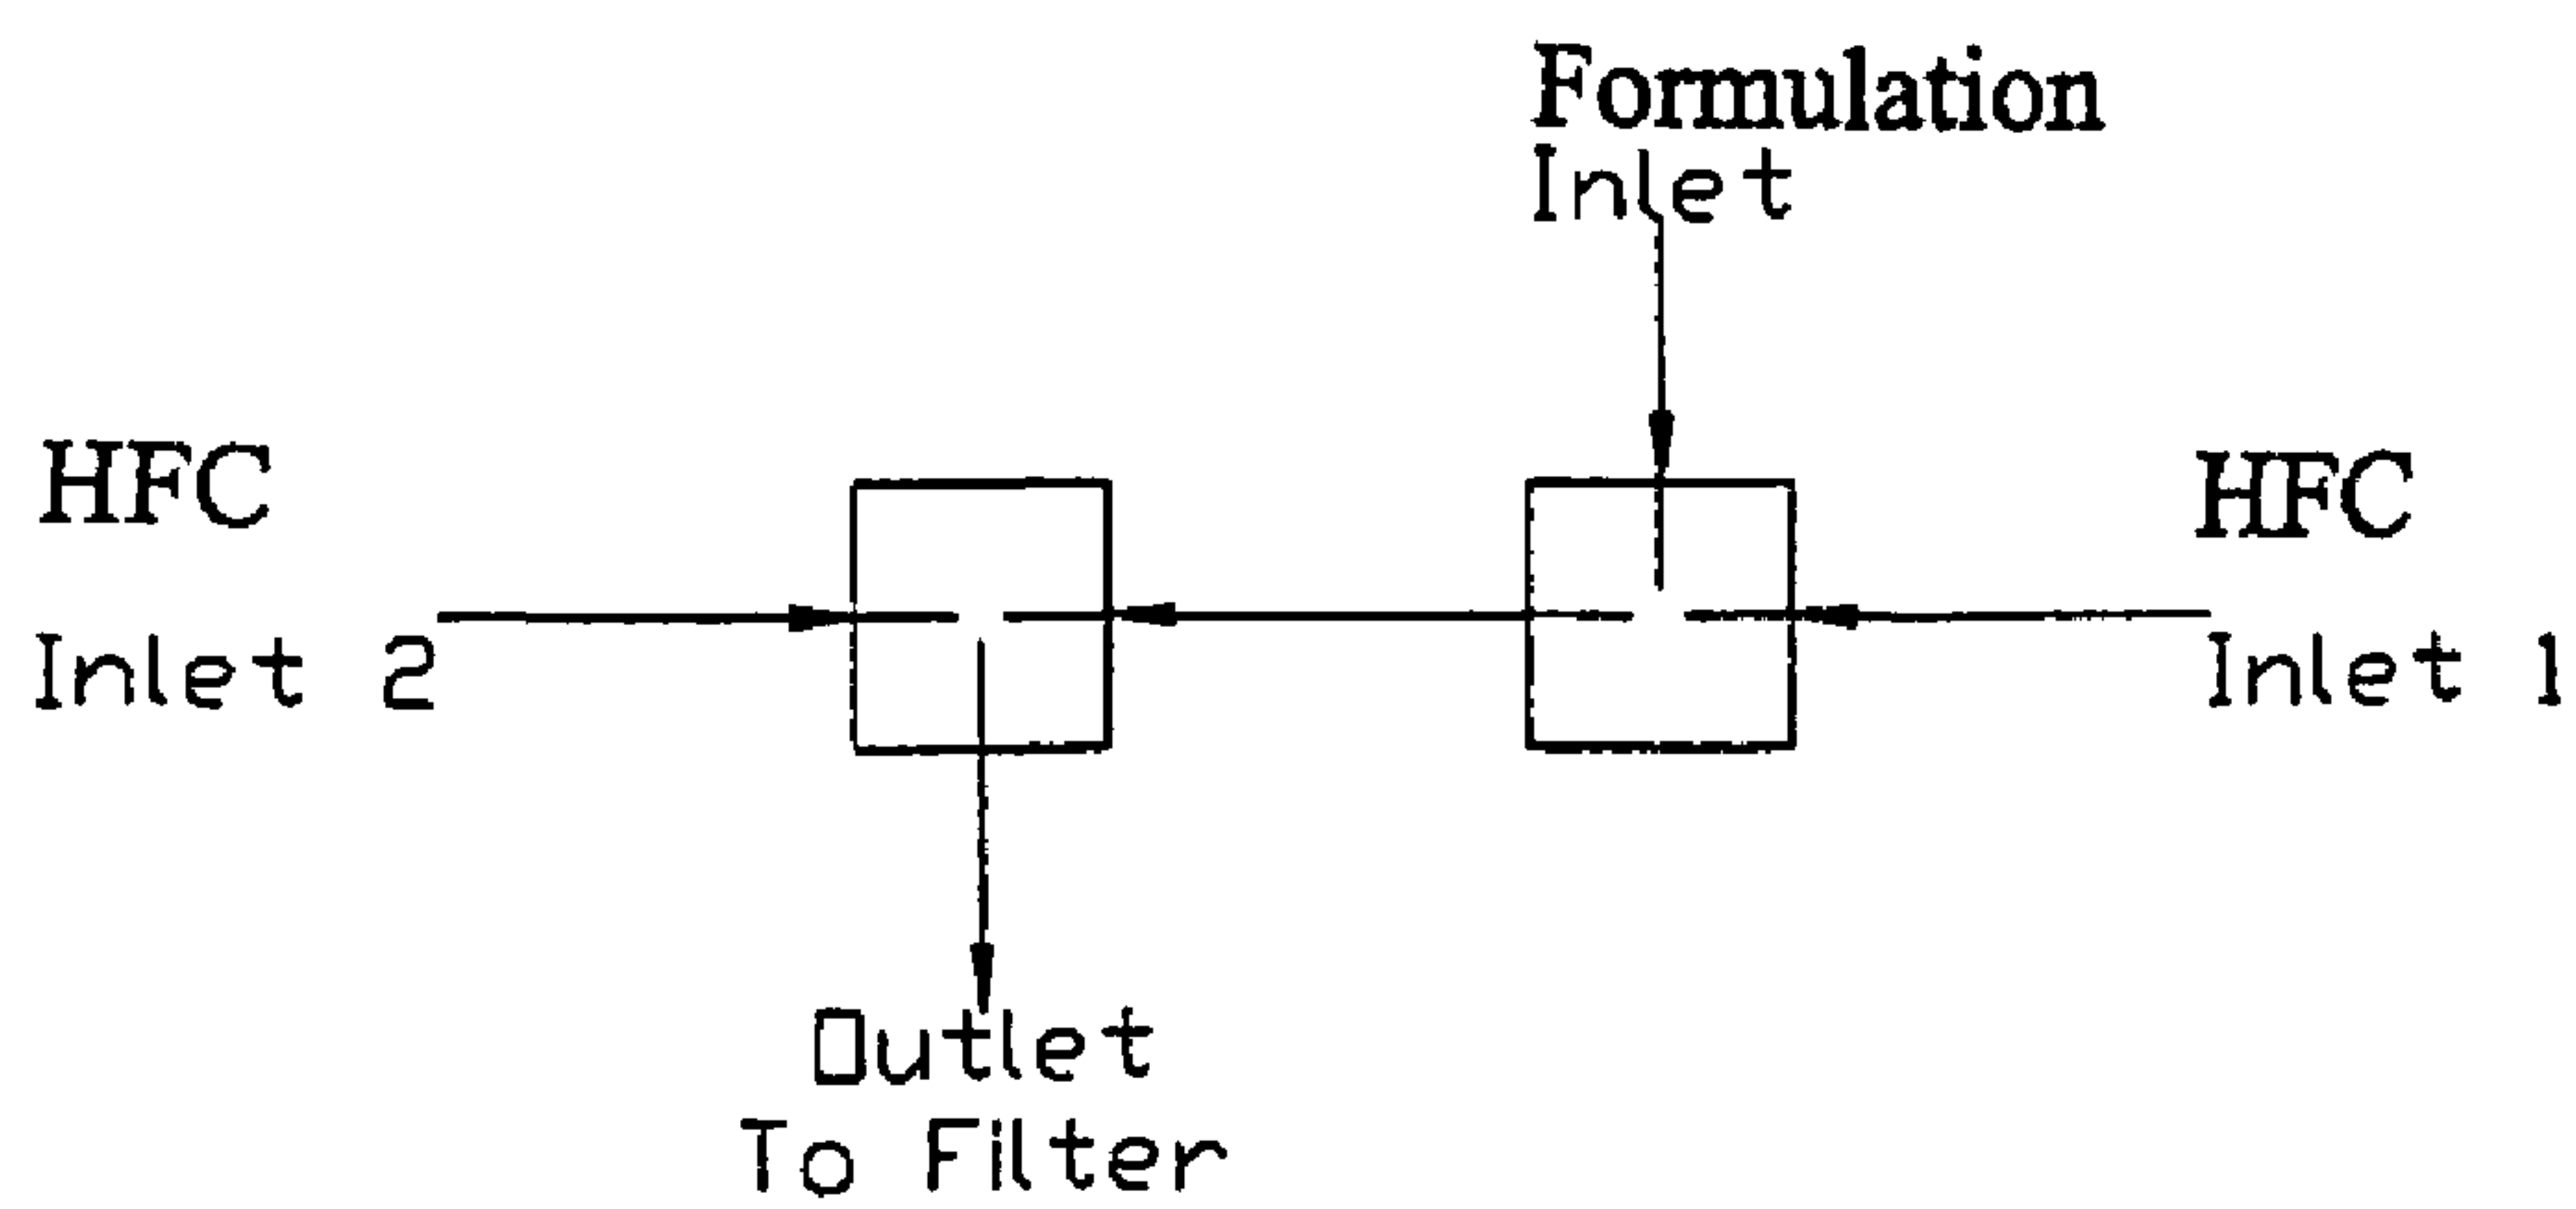 Formulation
Inlet
HFC
Inlet 2
HFC
Inlet 1
Outlet
To Filter